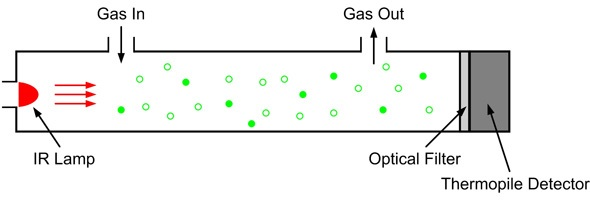 Gas In
Gas Out
IR Lamp
Optical Filter
Thermopile Detector